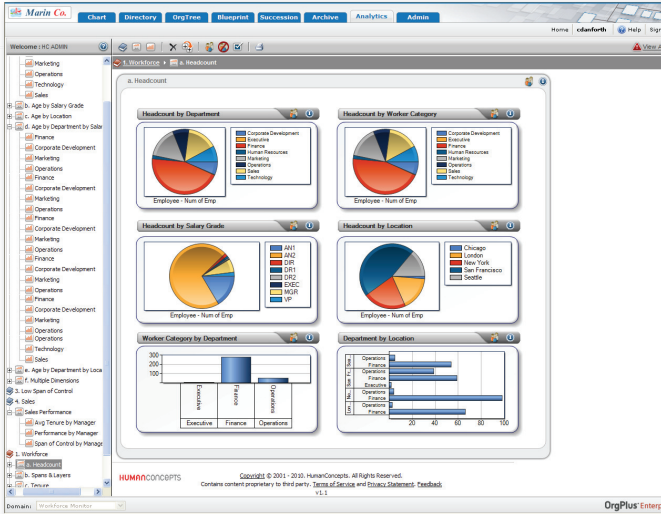 Marin Co.
Chart Directory OrgTree Blueprint Succession Archive Analytics Admin
Home cdanforth Help Sign
Welcome : HC ADMIN
View A
1. Workforce a. Headcount
Marketing
Operations
Technology
Sales
b. Age by Salary Grade
c. Age by Location
d. Age by Department by Salar
Finance
Corporate Development
Marketing
Operations
Finance
Corporate Development
Marketing
Operations
Finance
Corporate Development
Marketing
Operations
Finance
Corporate Development
Marketing
Operations
Finance
Corporate Development
Marketing
Operations
Operations
Technology
Sales
e. Age by Department by Loca
f. Multiple Dimensions
3. Low Span of Control
4. Sales
Sales Performance
Avg Tenure by Manager
Performance by Manager
Span of Control by Manage
1. Workforce
a. Headcount
b. Spans & Layers
c. Tenure
a. Headcount
Headcount by Department
Corporate Development
Executive
Finance
Human Resources
Marketing
Operations
Sales
Technology
Employee - Num of Emp
Headcount by Worker Category
Corporate Development
Executive
Finance
Human Resources
Marketing
Operations
Sales
Technology
Employee - Num of Emp
Headcount by Salary Grade
AN1
AN2
DIR
DR1
DR2
EXEC
MGR
VP
Employee - Num of Emp
Headcount by Location
Chicago
London
New York
San Francisco
Seattle
Employee - Num of Emp
Worker Category by Department
300
200
100
Executive Finance Operations
Executive Finance Operations
Department by Location
Sea. Operations
Finance
San Fr. Operations
Finance
Executive
Operations
Finance
Lon. Operations
Finance
20 40 60 80 100
HUMANCONCEPTS
Copyright © 2001 - 2010. HumanConcepts. All Rights Reserved.
Contains content proprietary to third party. Terms of Service and Privacy Statement. Feedback
v1.1
Domain: Workforce Monitor
OrgPlus Enterp